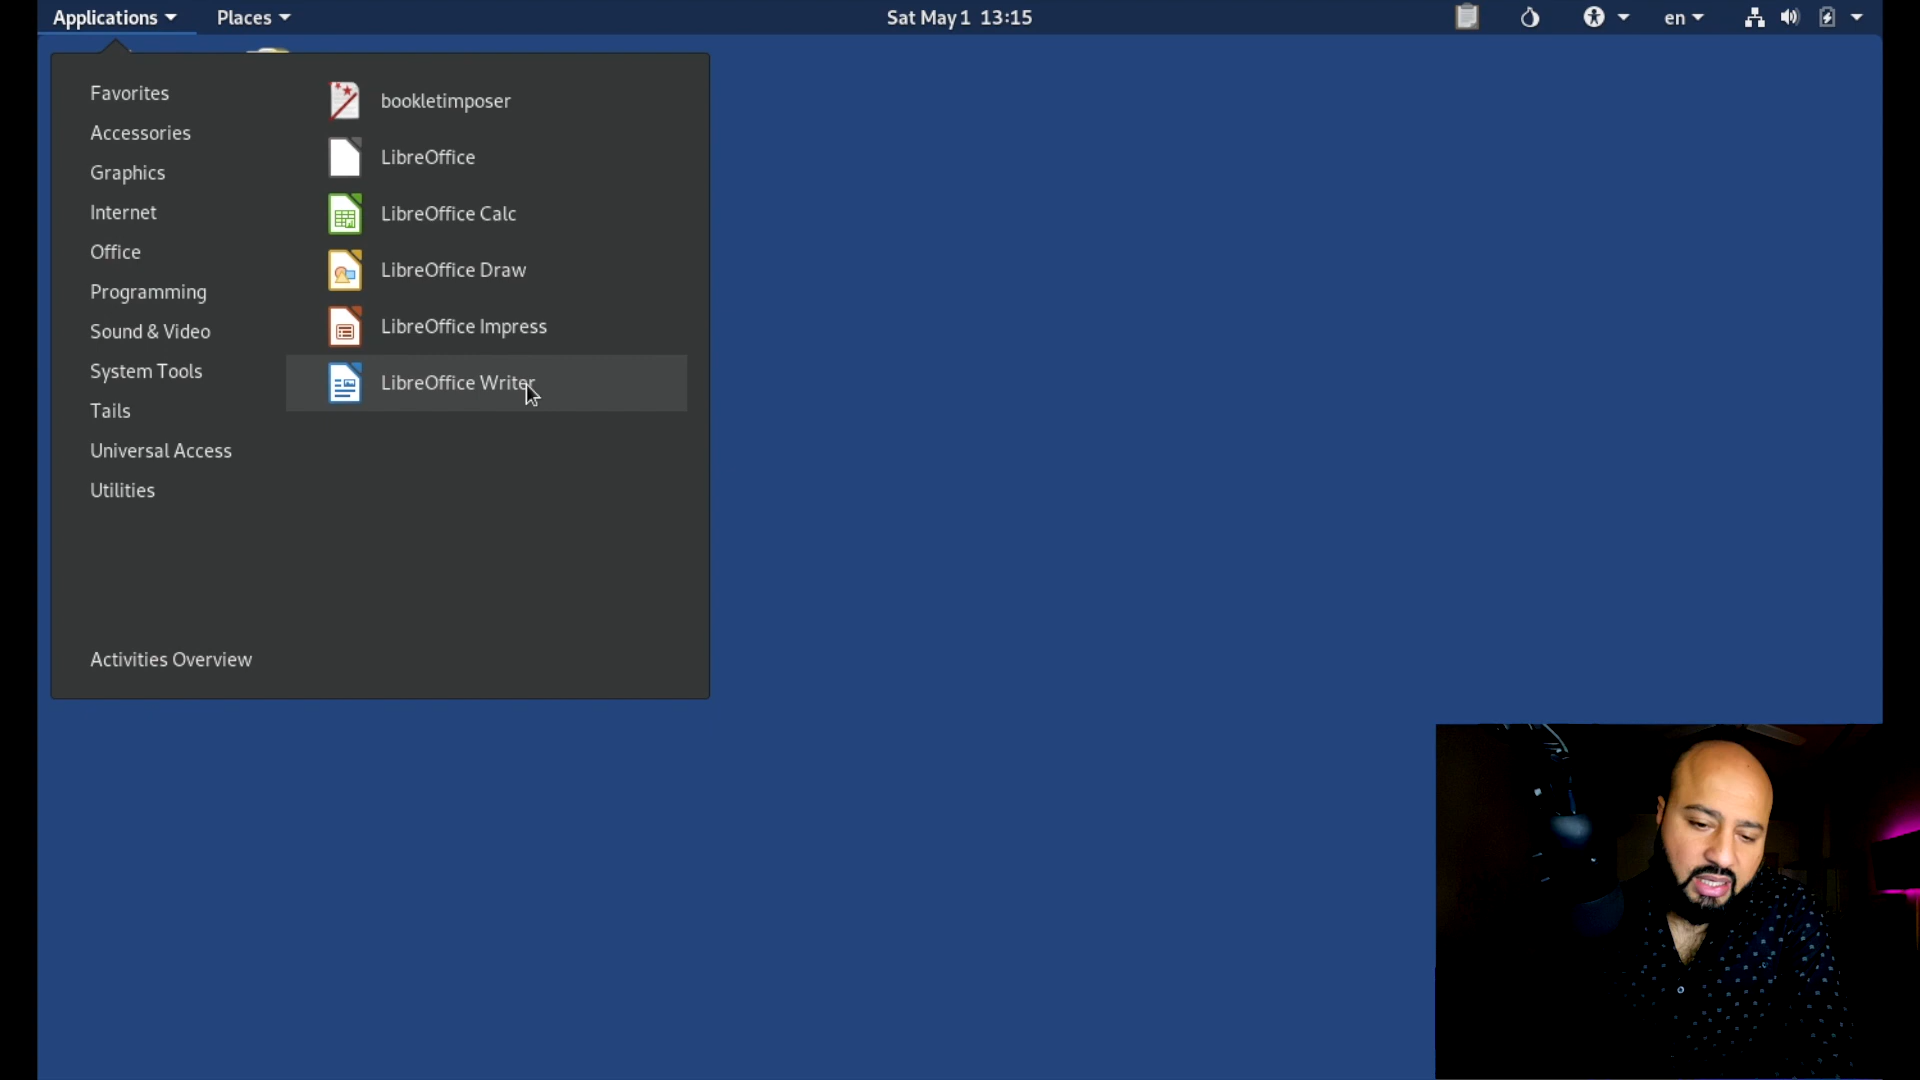 Applications Places Sat May 1 13:15 en
Favorites
Accessories
Graphics
Internet
Office
Programming
Sound & Video
System Tools
Tails
Universal Access
Utilities
Activities Overview
bookletimposer
LibreOffice
LibreOffice Calc
LibreOffice Draw
LibreOffice Impress
LibreOffice Writer